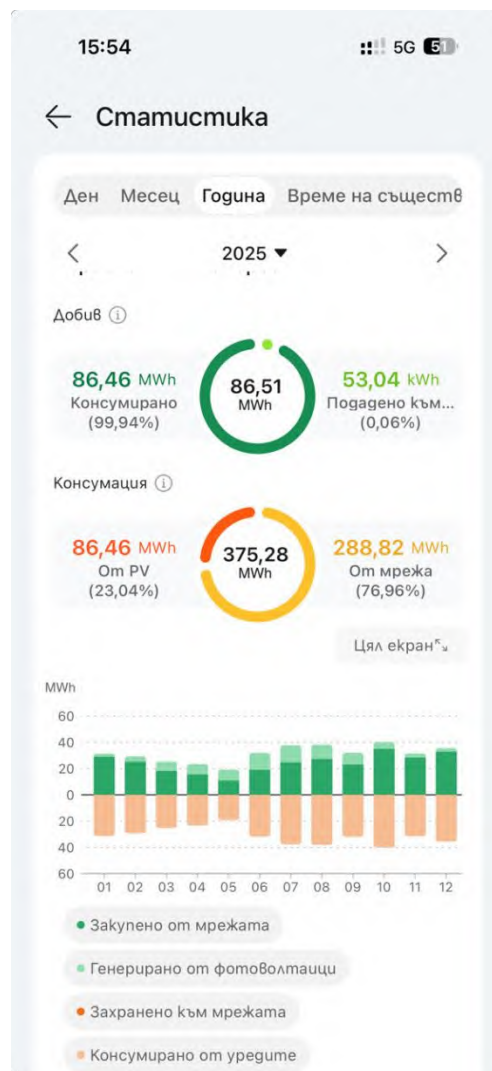 15:54 5G 51
← Статистика
Ден Месец Година Време на същество
< 2025 ▼ >
Добив
86,46 MWh
Консумирано
(99,94%)
86,51
MWh
53,04 kWh
Подадено към...
(0,06%)
Консумация
86,46 MWh
От PV
(23,04%)
375,28
MWh
288,82 MWh
От мрежа
(76,96%)
Цял екран
MWh
60
40
20
0
20
40
60
01 02 03 04 05 06 07 08 09 10 11 12
Закупено от мрежата
Генерирано от фотоволтаици
Захранено към мрежата
Консумирано от уредите